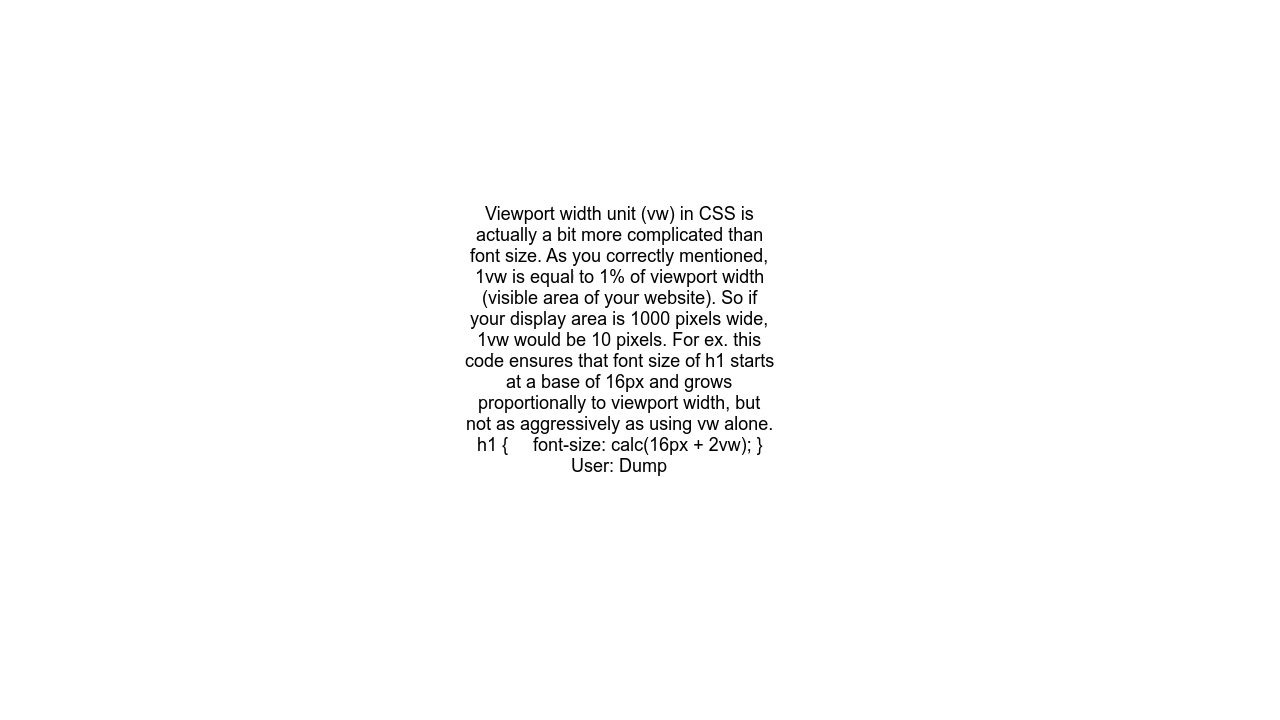 Viewport width unit (vw) in CSS is
actually a bit more complicated than
font size. As you correctly mentioned,
1vw is equal to 1% of viewport width
(visible area of your website). So if
your display area is 1000 pixels wide,
1vw would be 10 pixels. For ex. this
code ensures that font size of h1 starts
at a base of 16px and grows
proportionally to viewport width, but
not as aggressively as using vw alone.
h1 {     font-size: calc(16px + 2vw); }
User: Dump